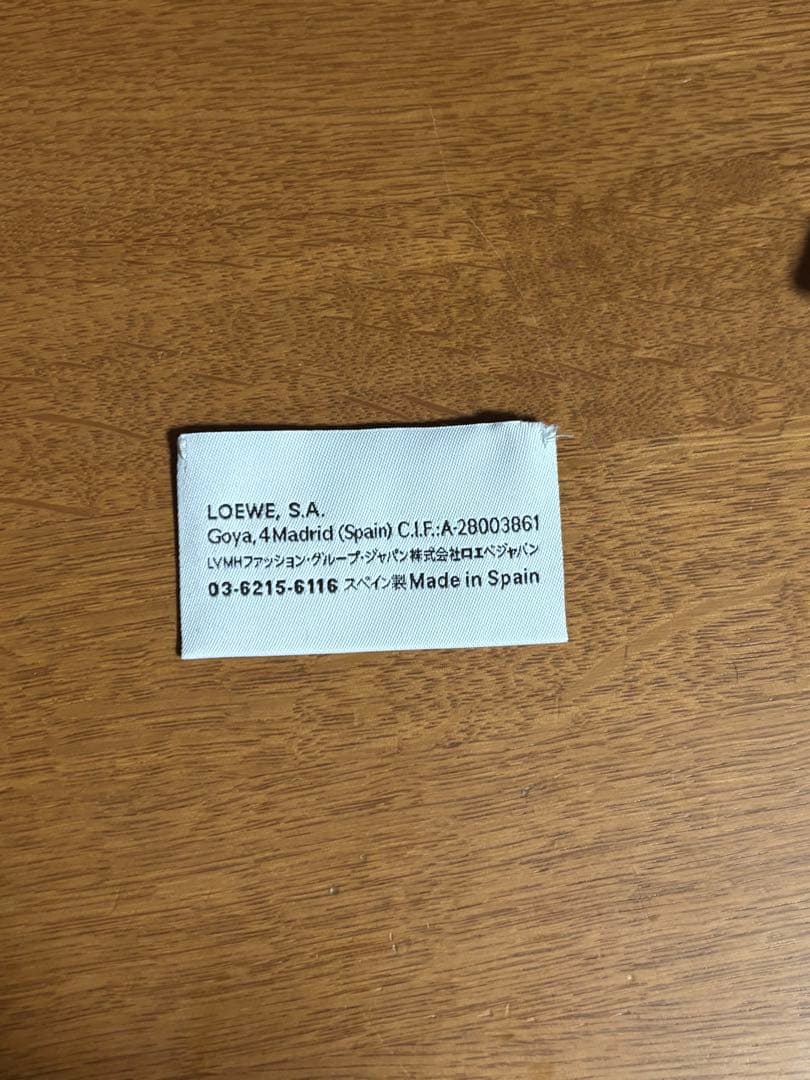 LOEWE, S.A.
Goya, 4 Madrid (Spain) C.I.F.:A-28003861
LVMHファッション・グループ・ジャパン株式会社ロエベジャパン
03-6215-6116 スペイン製 Made in Spain